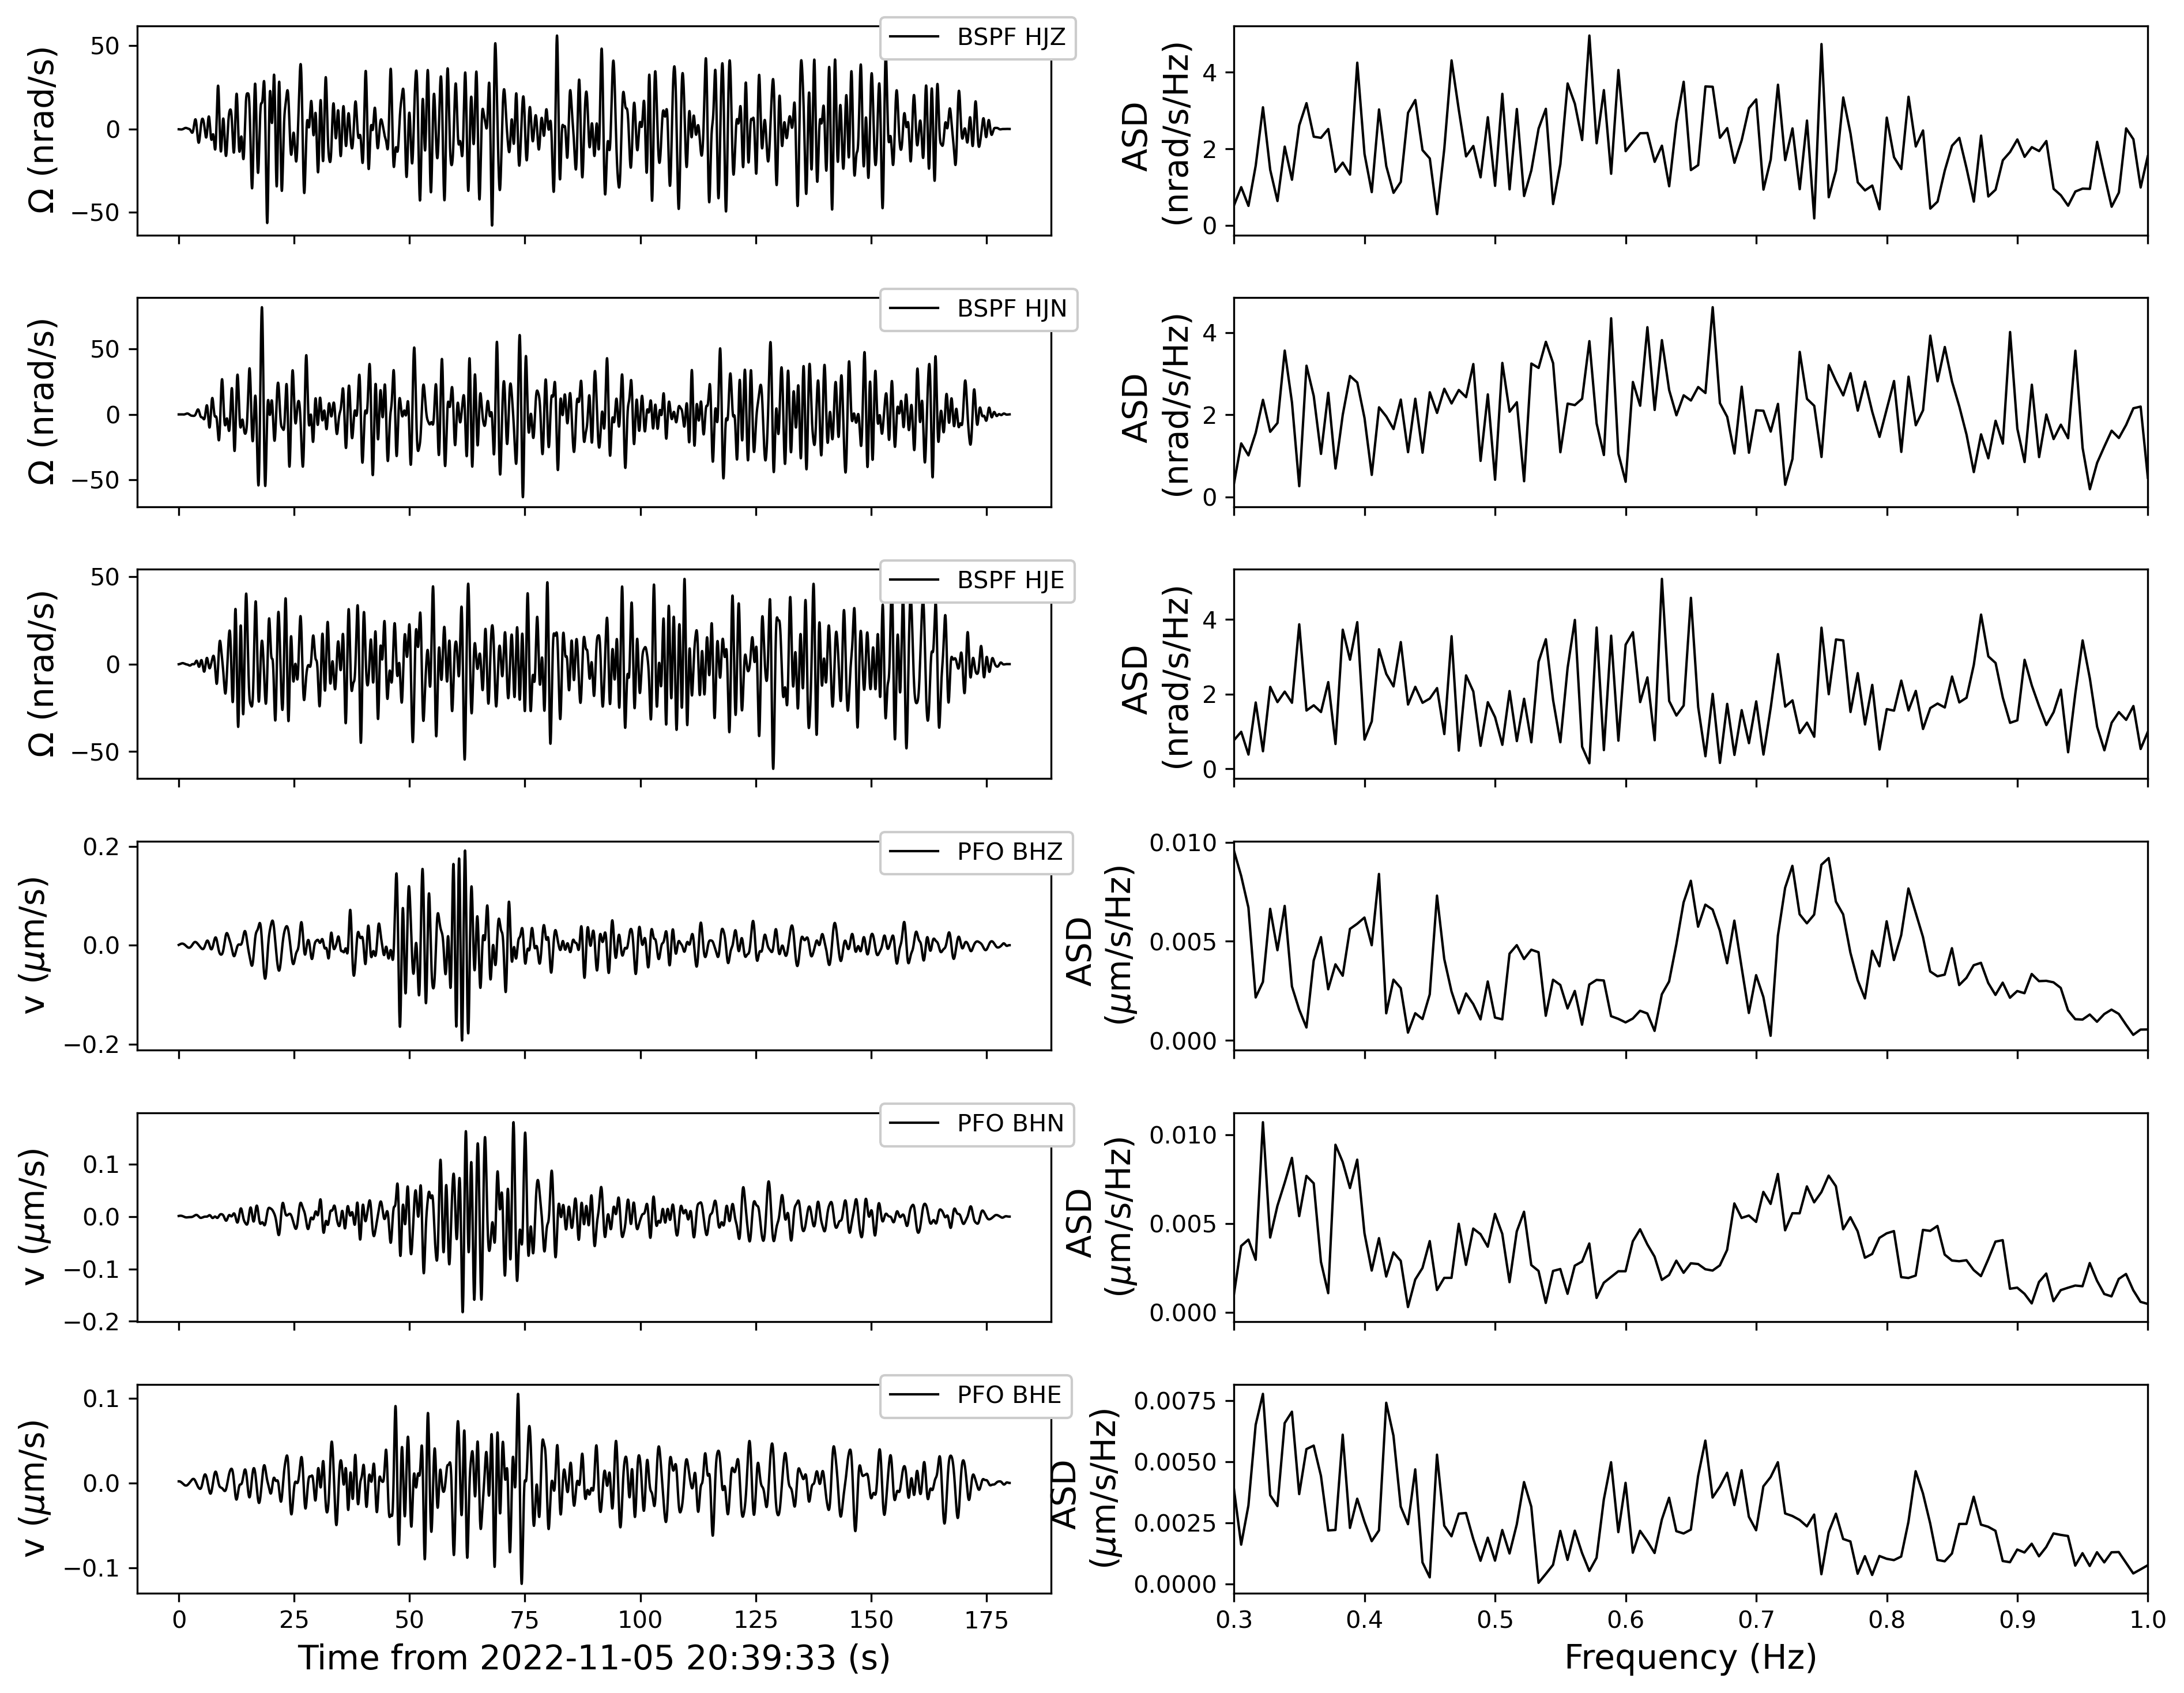 BSPF HJZ
Ω (nrad/s)
50
0
−50
ASD
(nrad/s/Hz)
4
2
0
BSPF HJN
Ω (nrad/s)
50
0
−50
ASD
(nrad/s/Hz)
4
2
0
BSPF HJE
Ω (nrad/s)
50
0
−50
ASD
(nrad/s/Hz)
4
2
0
PFO BHZ
v (μm/s)
0.2
0.0
−0.2
ASD
(μm/s/Hz)
0.010
0.005
0.000
PFO BHN
v (μm/s)
0.1
0.0
−0.1
−0.2
ASD
(μm/s/Hz)
0.010
0.005
0.000
PFO BHE
v (μm/s)
0.1
0.0
−0.1
0 25 50 75 100 125 150 175
Time from 2022-11-05 20:39:33 (s)
ASD
(μm/s/Hz)
0.0075
0.0050
0.0025
0.0000
0.3 0.4 0.5 0.6 0.7 0.8 0.9 1.0
Frequency (Hz)